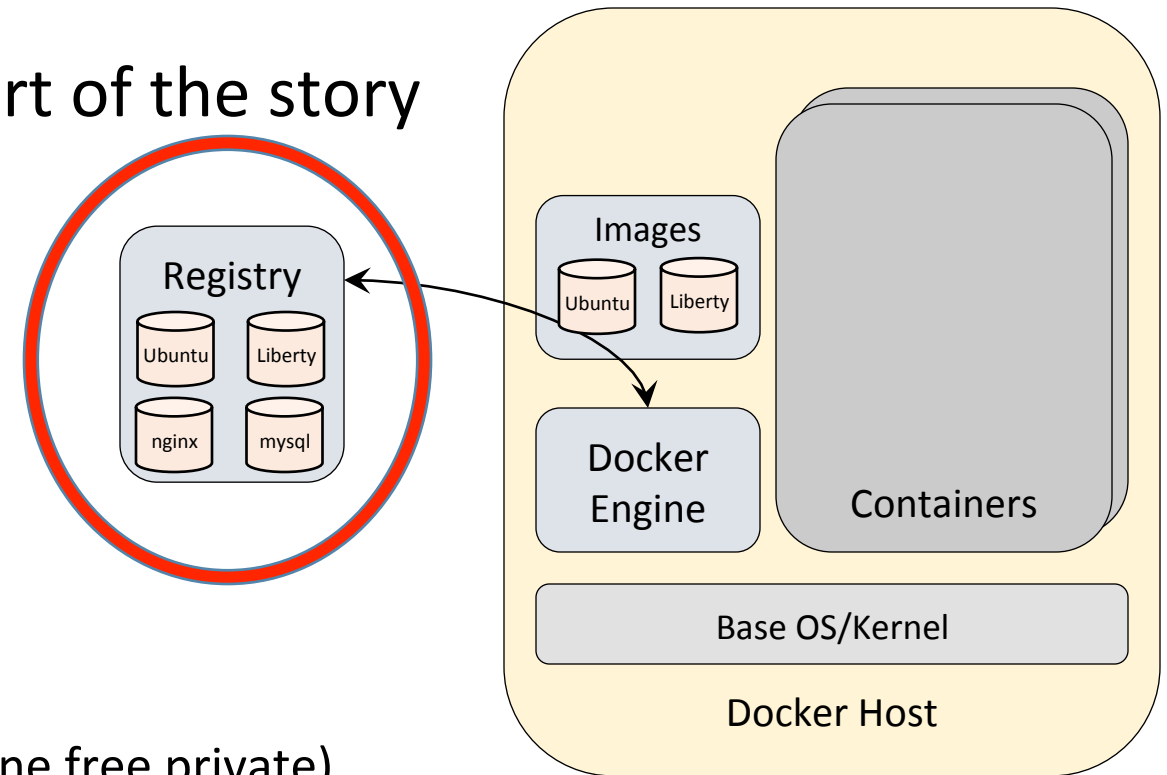 rt of the story
Registry
Ubuntu
Liberty
nginx
mysql
Images
Ubuntu
Liberty
Docker
Engine
Containers
Base OS/Kernel
Docker Host
ne free private)